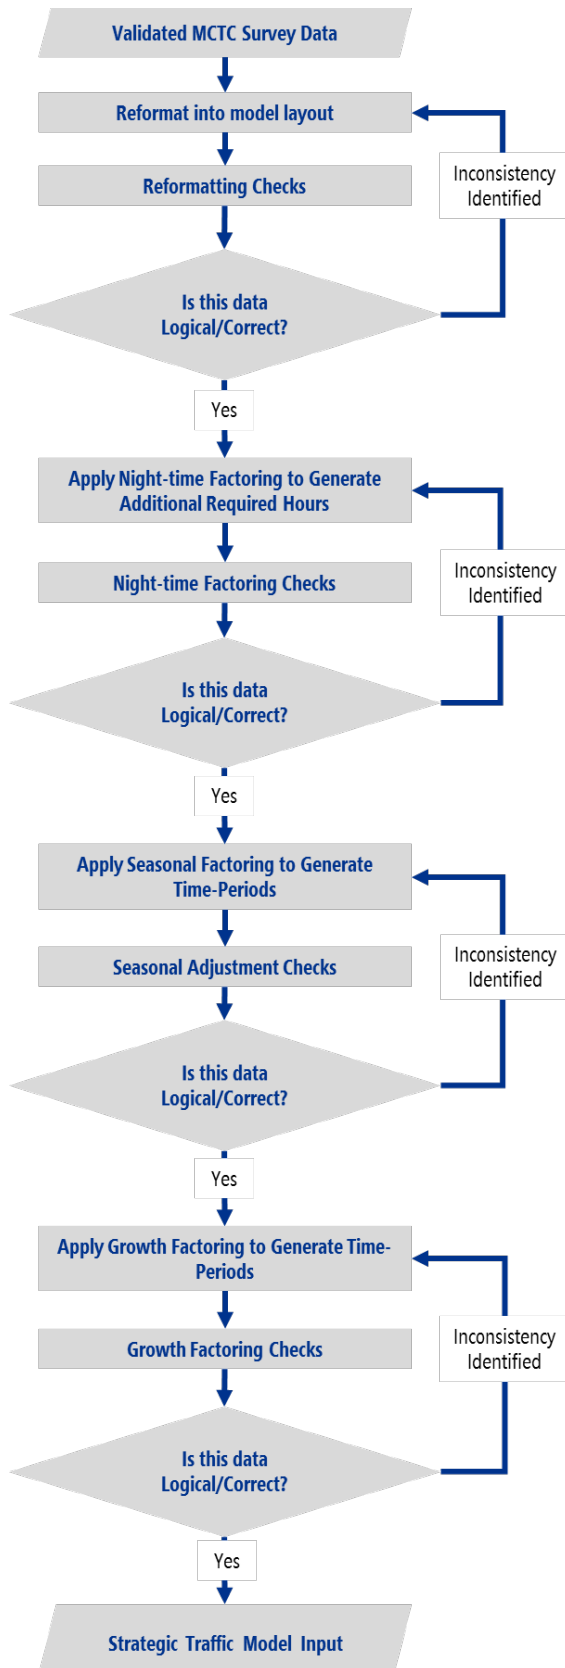 Validated MCTC Survey Data
Reformat into model layout
Reformatting Checks
Inconsistency
Identified
Is this data
Logical/Correct?
Yes
Apply Night-time Factoring to Generate
Additional Required Hours
Night-time Factoring Checks
Inconsistency
Identified
Is this data
Logical/Correct?
Yes
Apply Seasonal Factoring to Generate
Time-Periods
Seasonal Adjustment Checks
Inconsistency
Identified
Is this data
Logical/Correct?
Yes
Apply Growth Factoring to Generate Time-
Periods
Growth Factoring Checks
Inconsistency
Identified
Is this data
Logical/Correct?
Yes
Strategic Traffic Model Input